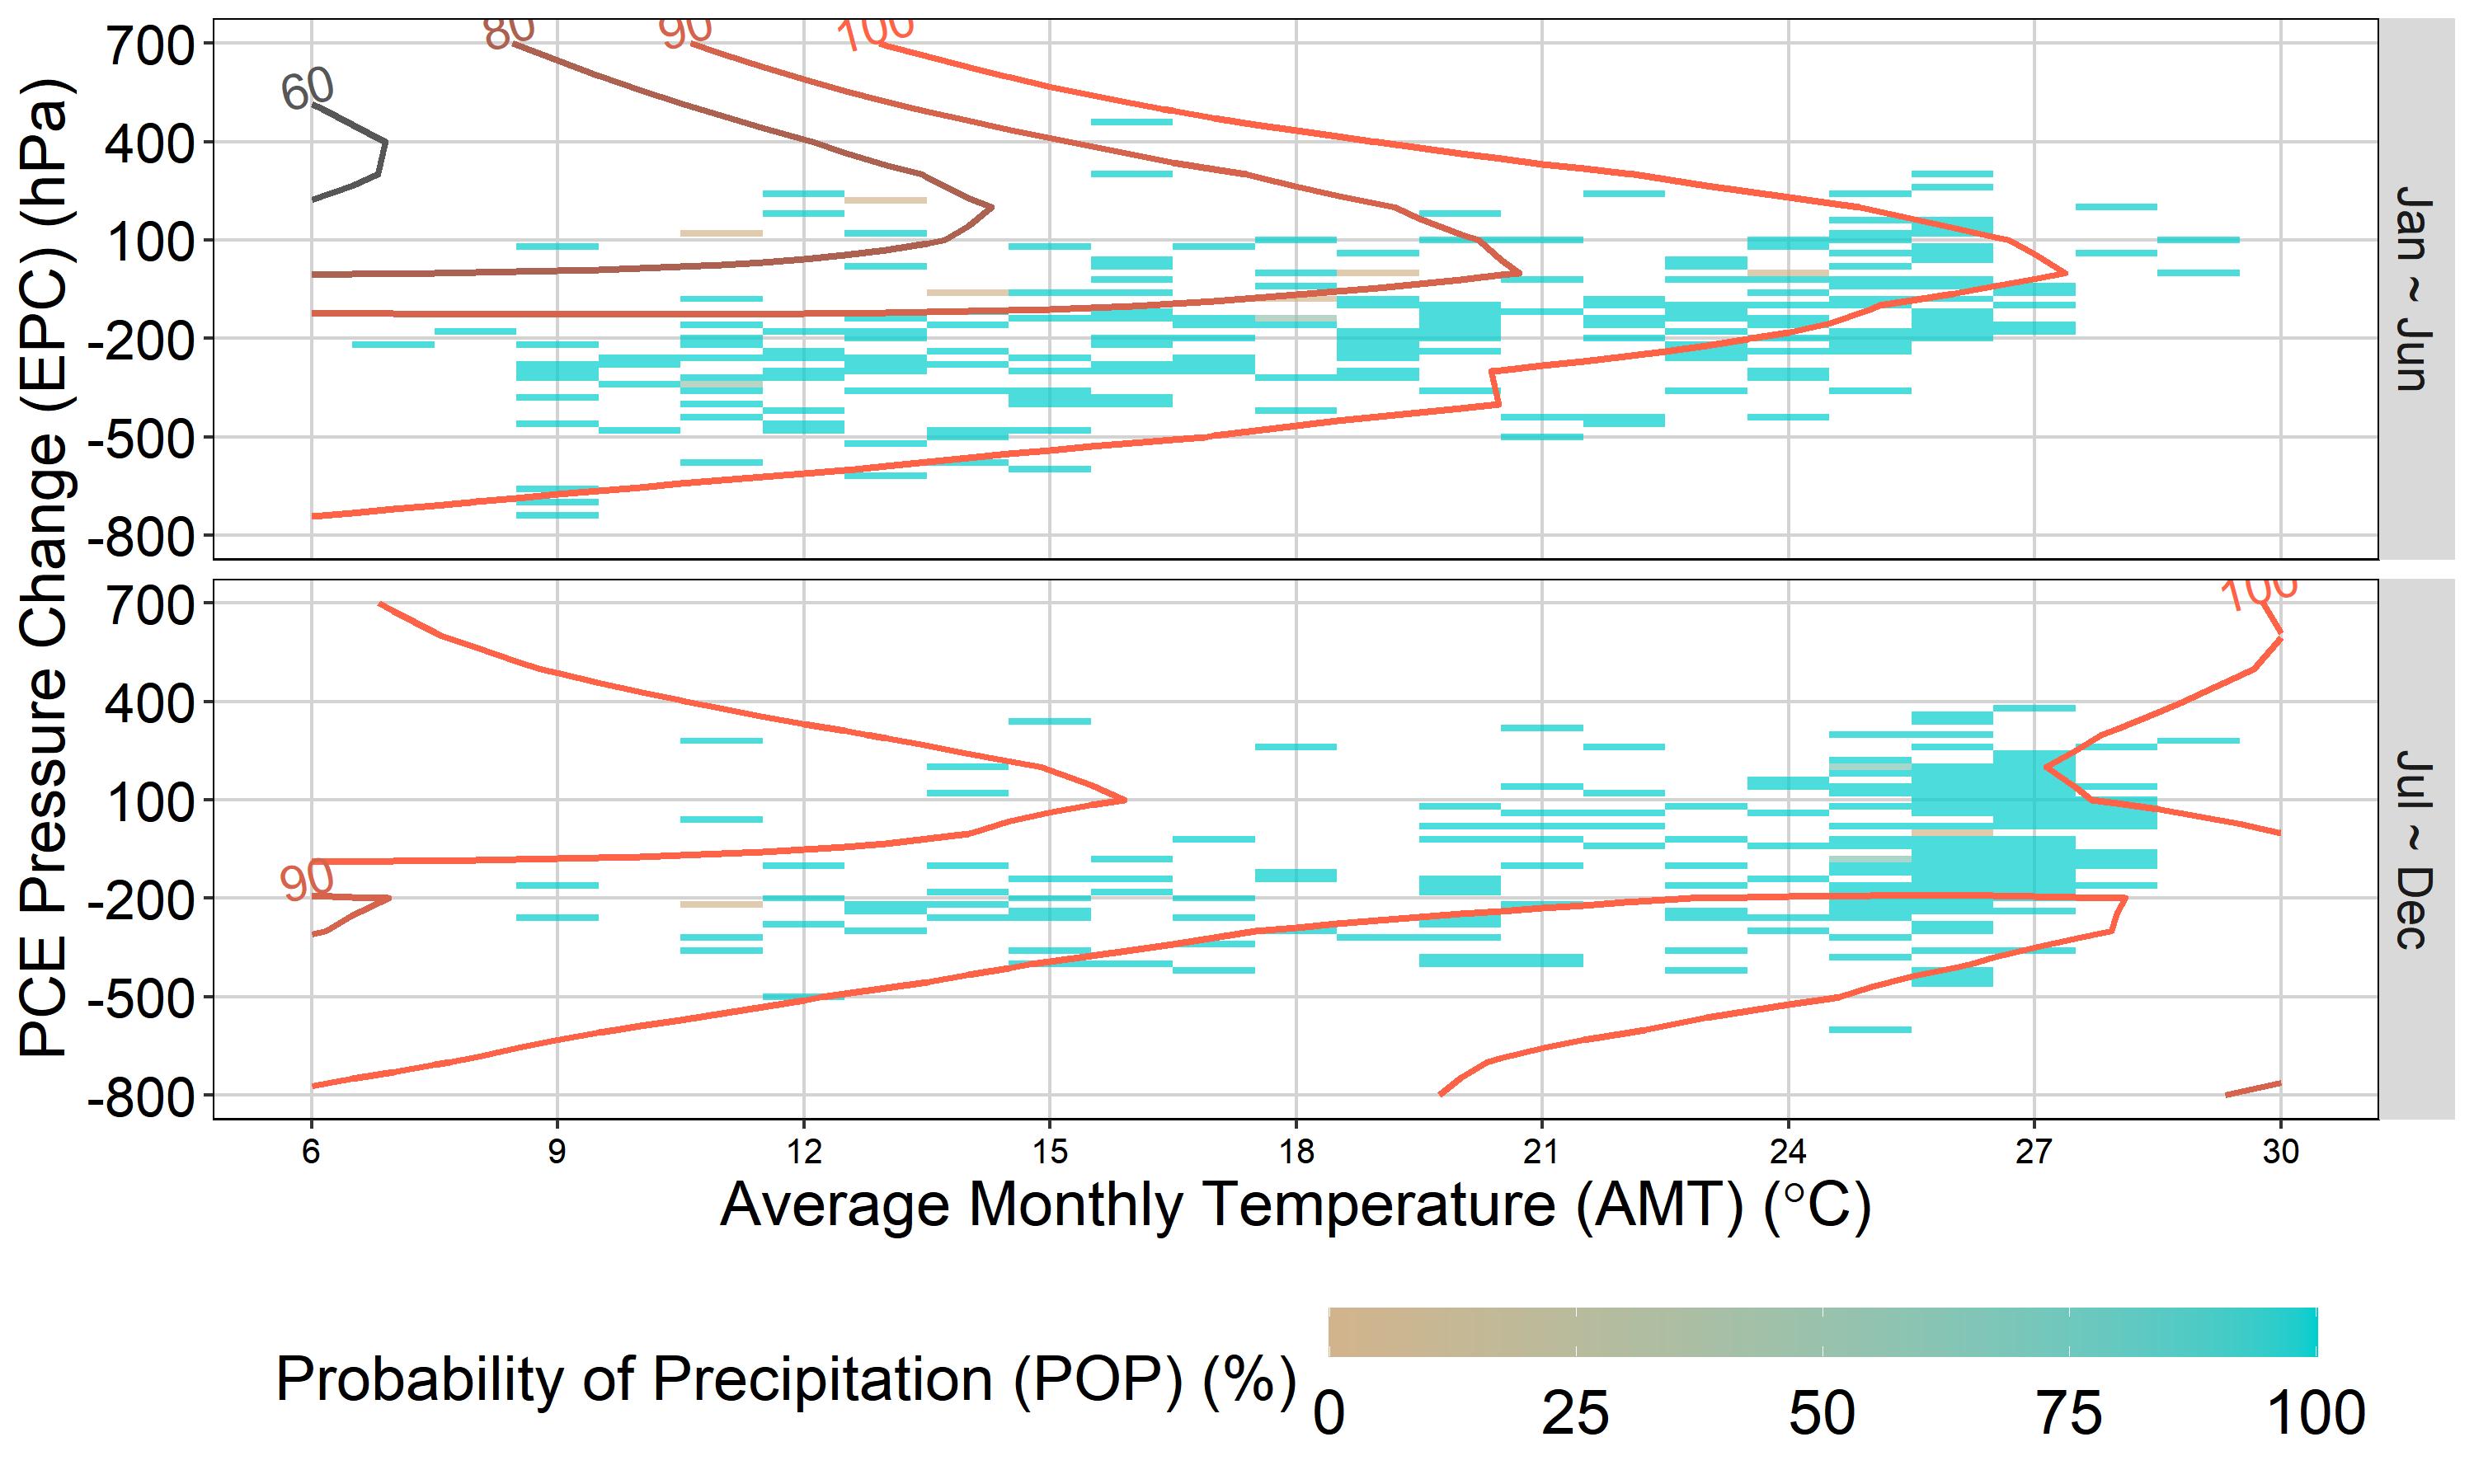 PCE Pressure Change (EPC) (hPa)
80
90
100
60
700
400
100
-200
-500
-800
Jan ~ Jun
100
90
700
400
100
-200
-500
-800
Jul ~ Dec
6 9 12 15 18 21 24 27 30
Average Monthly Temperature (AMT) (°C)
Probability of Precipitation (POP) (%)
0 25 50 75 100